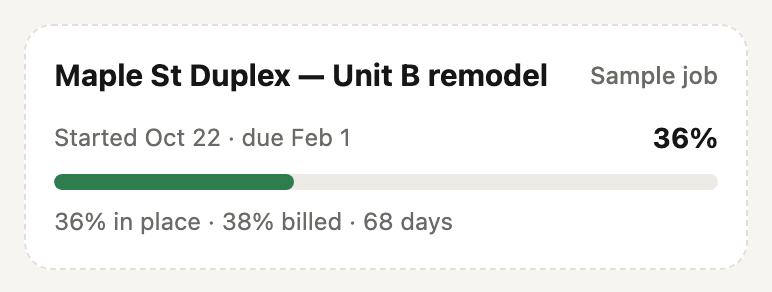 Maple St Duplex — Unit B remodel Sample job
Started Oct 22 · due Feb 1 36%
36% in place · 38% billed · 68 days